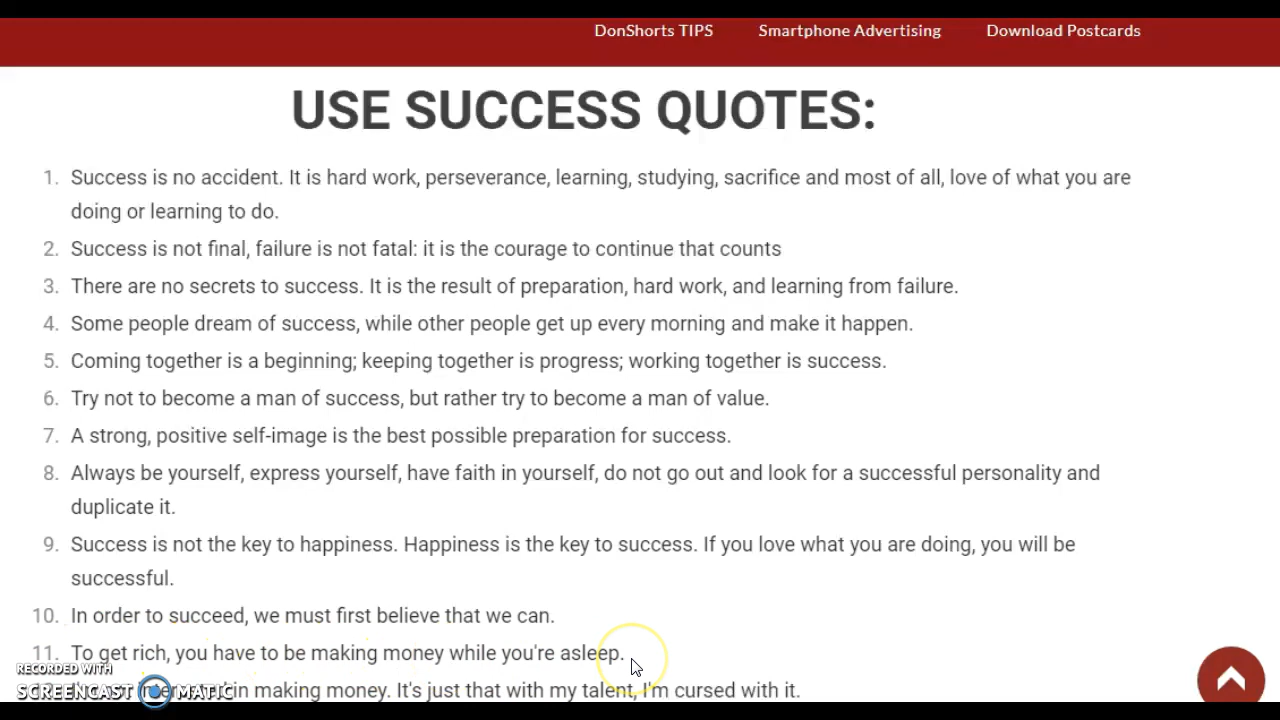 DonShorts TIPS Smartphone Advertising Download Postcards
USE SUCCESS QUOTES:
1. Success is no accident. It is hard work, perseverance, learning, studying, sacrifice and most of all, love of what you are
doing or learning to do.
2. Success is not final, failure is not fatal: it is the courage to continue that counts
3. There are no secrets to success. It is the result of preparation, hard work, and learning from failure.
4. Some people dream of success, while other people get up every morning and make it happen.
5. Coming together is a beginning; keeping together is progress; working together is success.
6. Try not to become a man of success, but rather try to become a man of value.
7. A strong, positive self-image is the best possible preparation for success.
8. Always be yourself, express yourself, have faith in yourself, do not go out and look for a successful personality and
duplicate it.
9. Success is not the key to happiness. Happiness is the key to success. If you love what you are doing, you will be
successful.
10. In order to succeed, we must first believe that we can.
11. To get rich, you have to be making money while you're asleep.
RECORDED WITH
SCREENCAST MATIC
in making money. It's just that with my talent, I'm cursed with it.